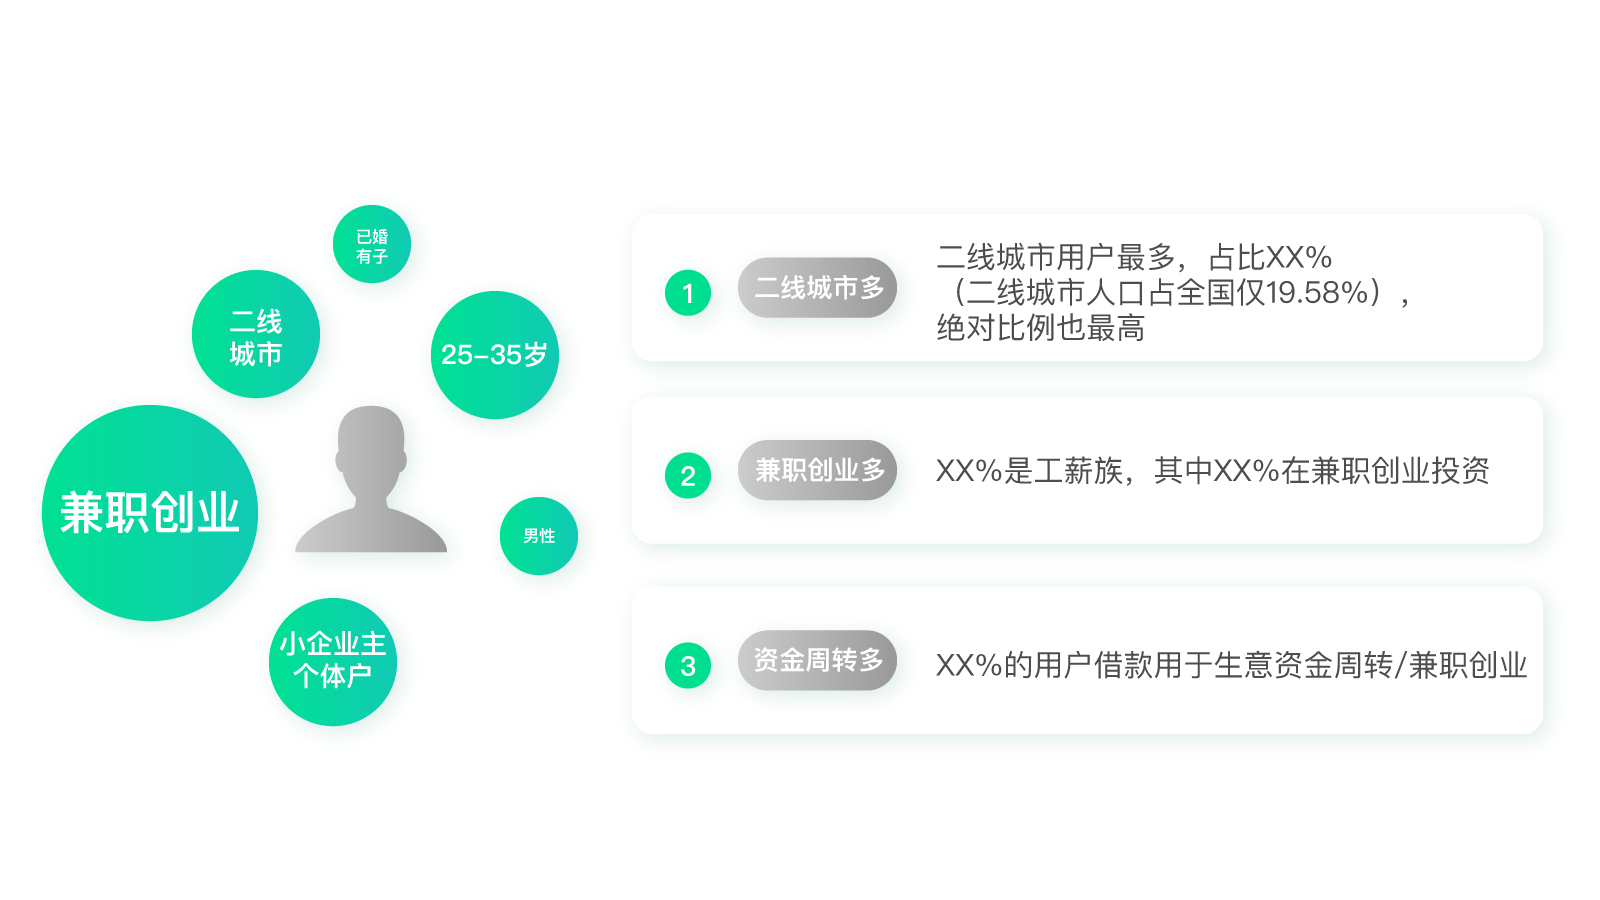 已婚
有子
二线
城市
25-35岁
兼职创业
男性
小企业主
个体户
1
二线城市多
二线城市用户最多，占比XX%
（二线城市人口占全国仅19.58%），
绝对比例也最高
2
兼职创业多
XX%是工薪族，其中XX%在兼职创业投资
3
资金周转多
XX%的用户借款用于生意资金周转/兼职创业